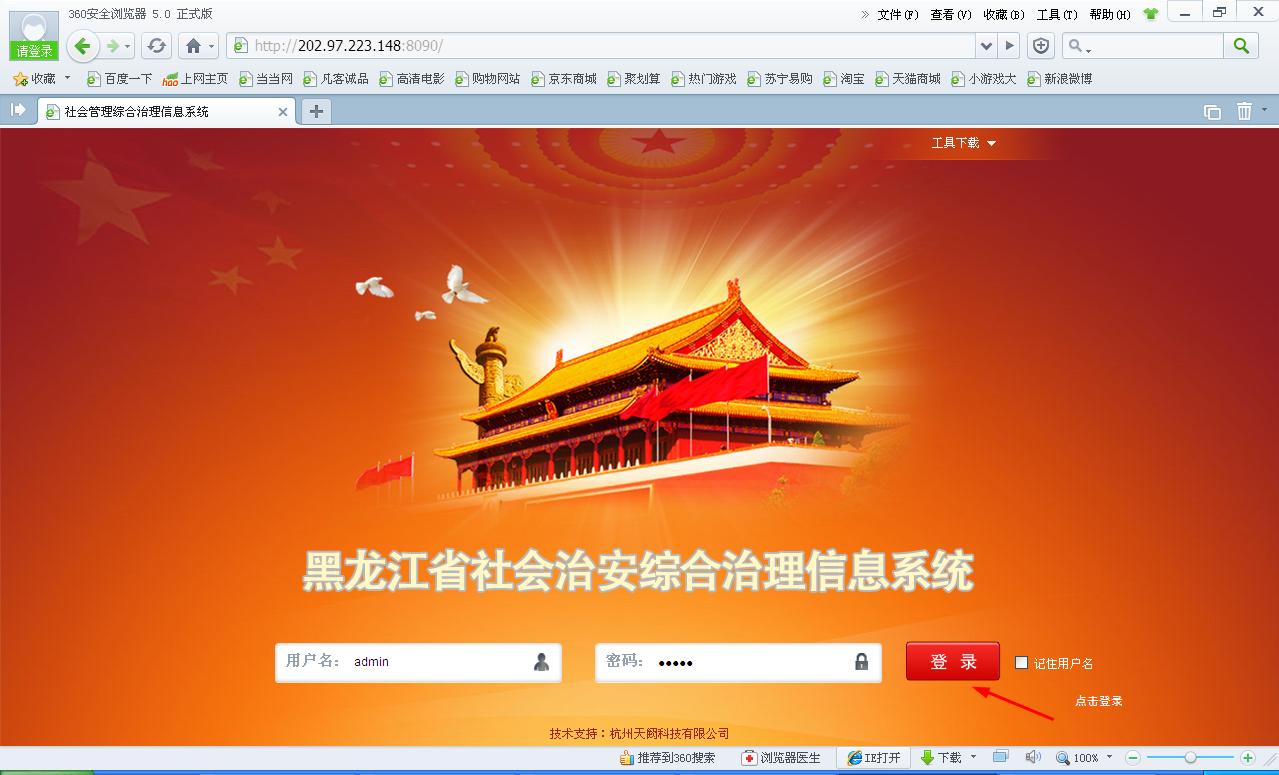 360安全浏览器 5.0 正式版
» 文件(F) 查看(V) 收藏(B) 工具(T) 帮助(H)
请登录
http://202.97.223.148:8090/
收藏 百度一下 上网主页 当当网 凡客诚品 高清电影 购物网站 京东商城 聚划算 热门游戏 苏宁易购 淘宝 天猫商城 小游戏大 新浪微博
社会管理综合治理信息系统
工具下载
黑龙江省社会治安综合治理信息系统
用户名： admin 密码： ●●●●● 登 录 记住用户名
点击登录
技术支持：杭州天阙科技有限公司
推荐到360搜索 浏览器医生 IE打开 下载 100%